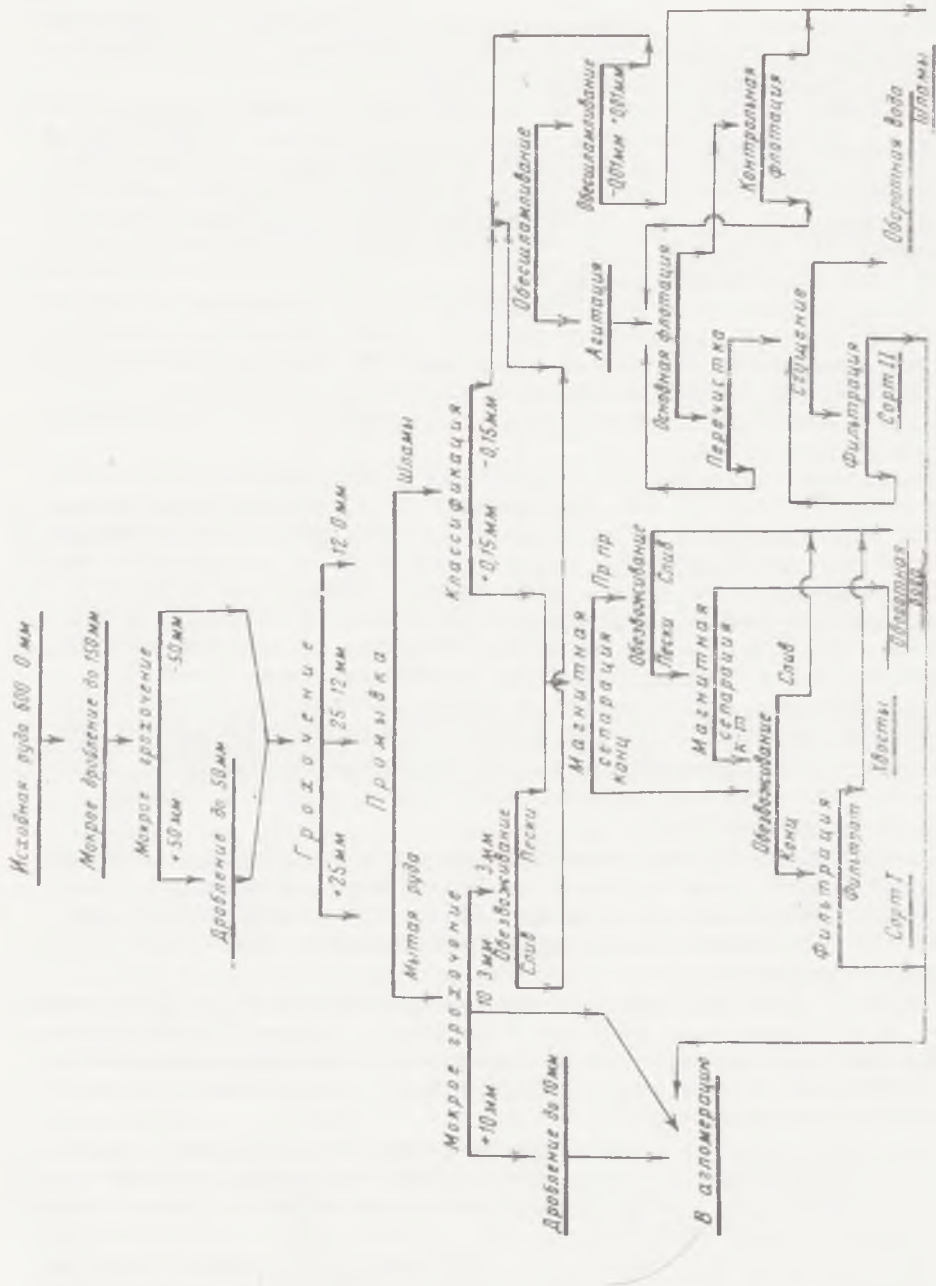 Исходная руда 600 0 мм
Мокрое дробление до 150 мм
Мокрое грохочение
+50мм
-50мм
Дробление до 50мм
Грохочение
+25мм
25 12мм
12 0мм
Промывка
Мытая руда
Шламы
Мокрое грохочение
+10мм
10 3мм
3 мм
Дробление до 10мм
Обезвоживание
Слив
Пески
Классификация
+0,15мм
-0,15мм
Обесшламливание
Обесшламливание
-0,01мм +0,01мм
Агитация
Основная флотация
Контрольная
флотация
Перечистка
Сгущение
Фильтрация
Сорт II
Оборотная вода
Шламы
Магнитная
сепарация
конц
Пр пр
Обезвоживание
Пески
Слив
Магнитная
сепарация
к-т
Обезвоживание
Конц
Слив
Фильтрация
Фильтрат
Сорт I
Хвосты
Оборотная
вода
В агломерацию